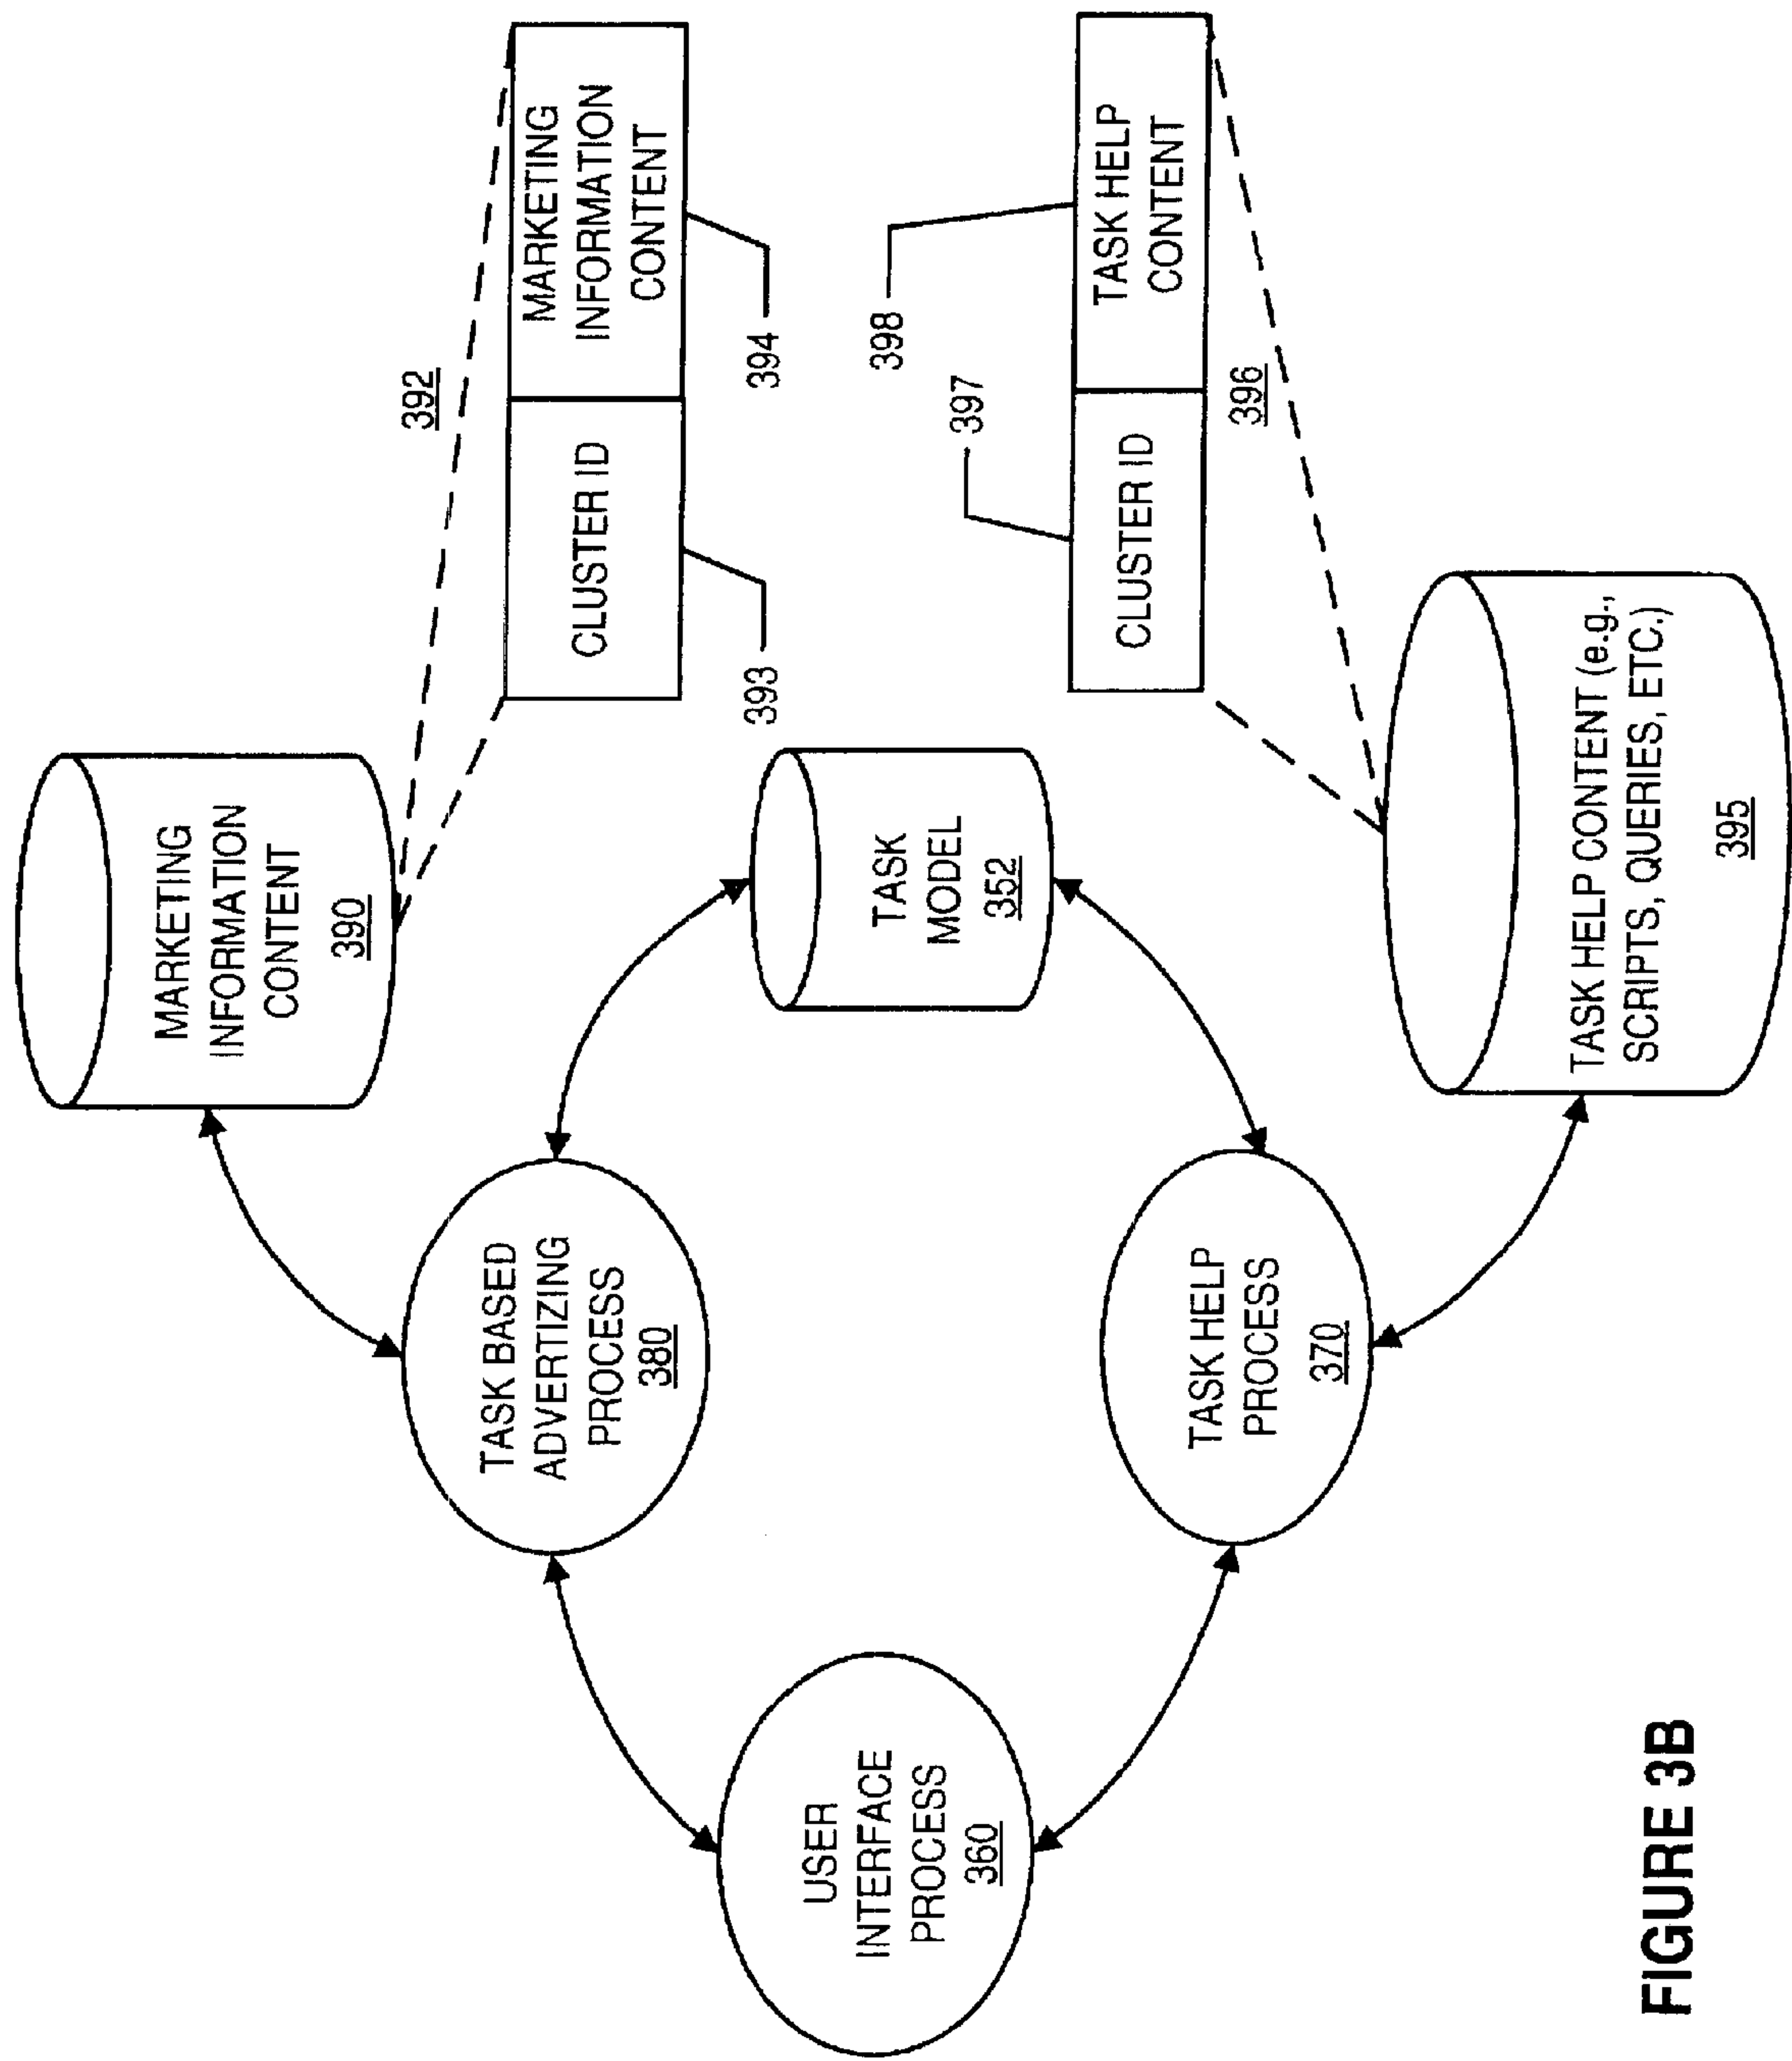 MARKETING
INFORMATION
CONTENT
390
392
CLUSTER ID
MARKETING
INFORMATION
CONTENT
393
394
TASK BASED
ADVERTIZING
PROCESS
380
USER
INTERFACE
PROCESS
360
TASK
MODEL
352
397
398
CLUSTER ID
TASK HELP
CONTENT
396
TASK HELP
PROCESS
370
TASK HELP CONTENT (e.g.,
SCRIPTS, QUERIES, ETC.)
395
FIGURE 3B